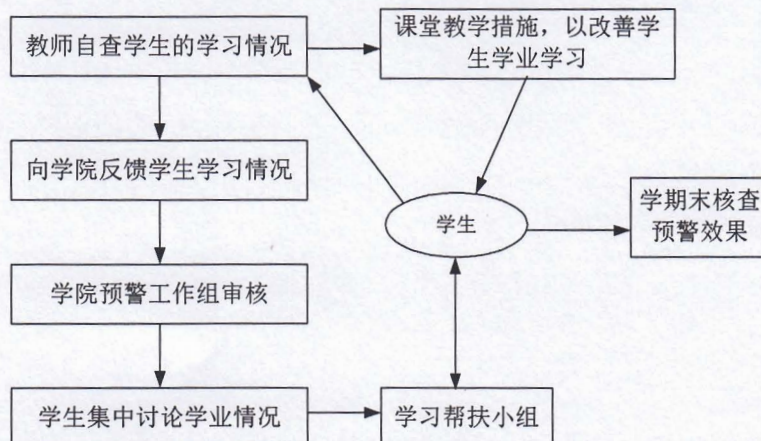 教师自查学生的学习情况
课堂教学措施，以改善学
生学业学习
向学院反馈学生学习情况
学生
学期末核查
预警效果
学院预警工作组审核
学生集中讨论学业情况
学习帮扶小组